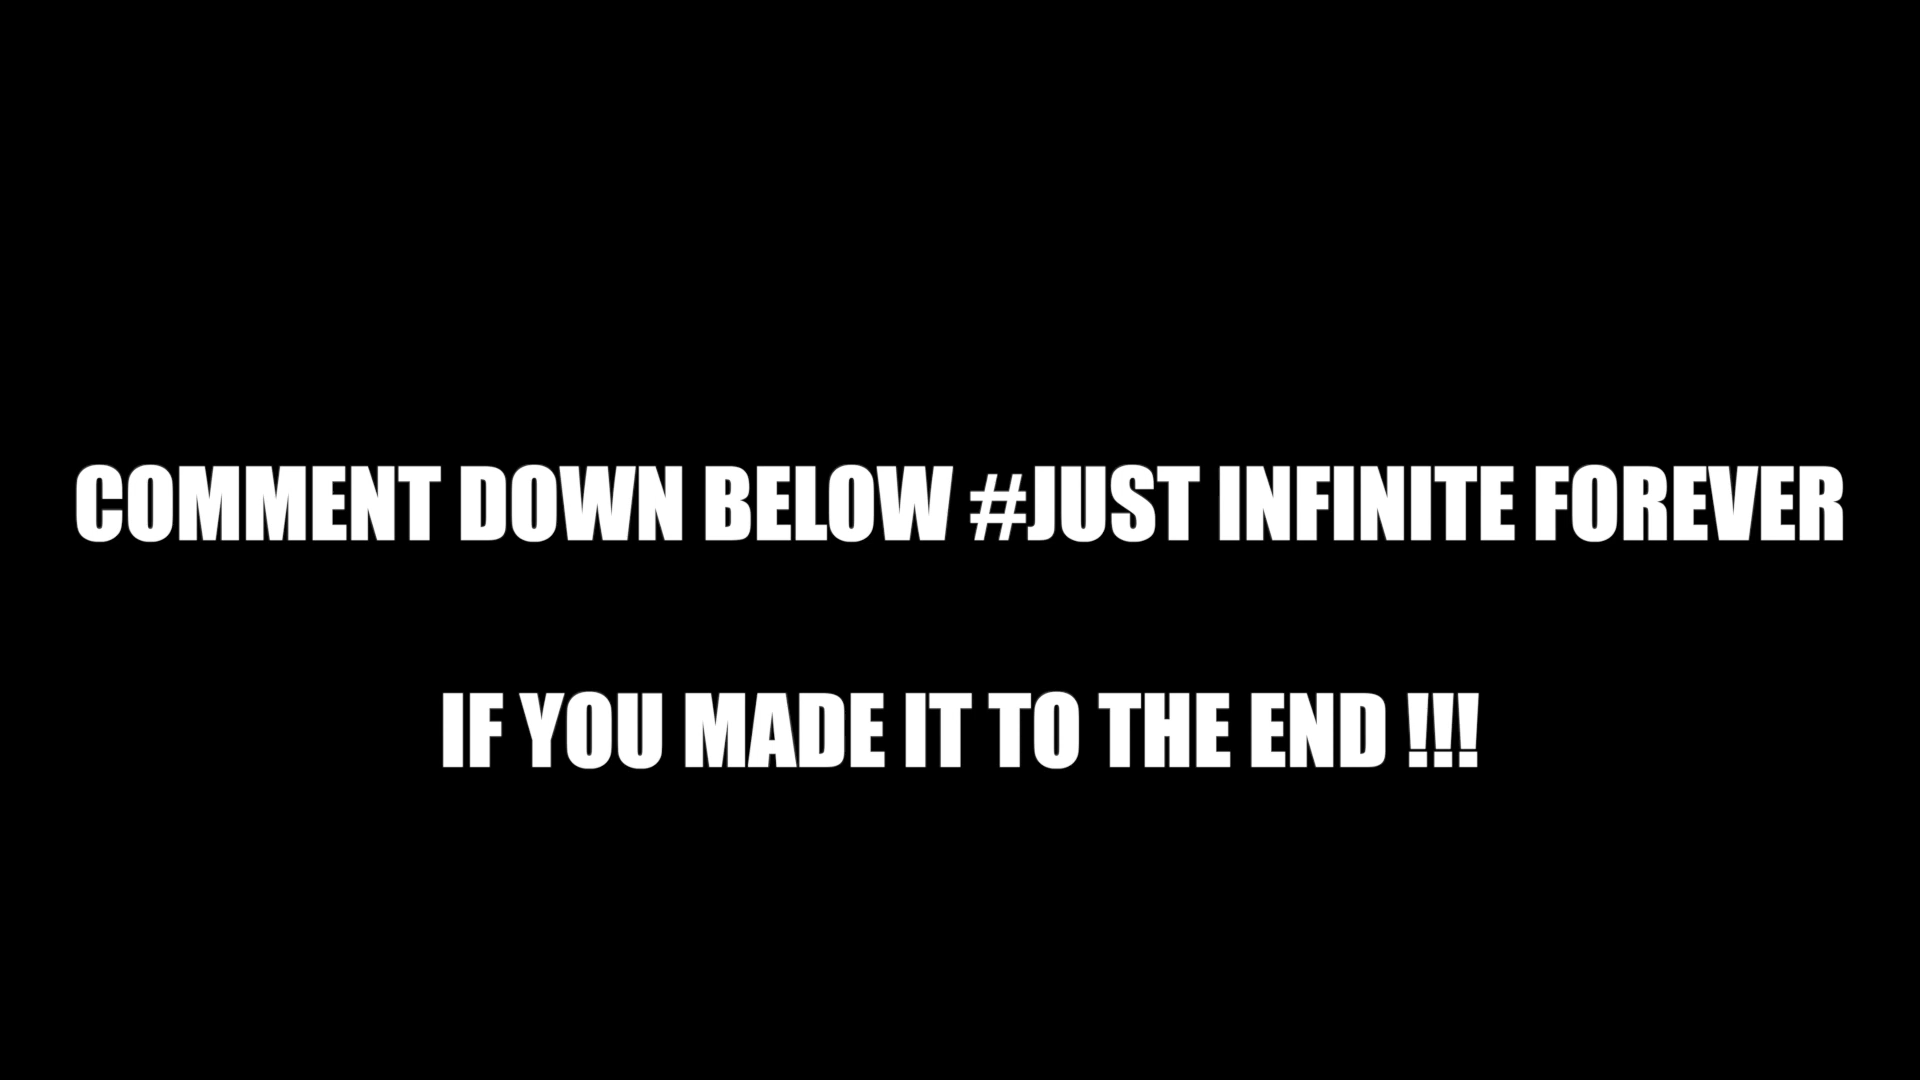 COMMENT DOWN BELOW #JUST INFINITE FOREVER
IF YOU MADE IT TO THE END !!!